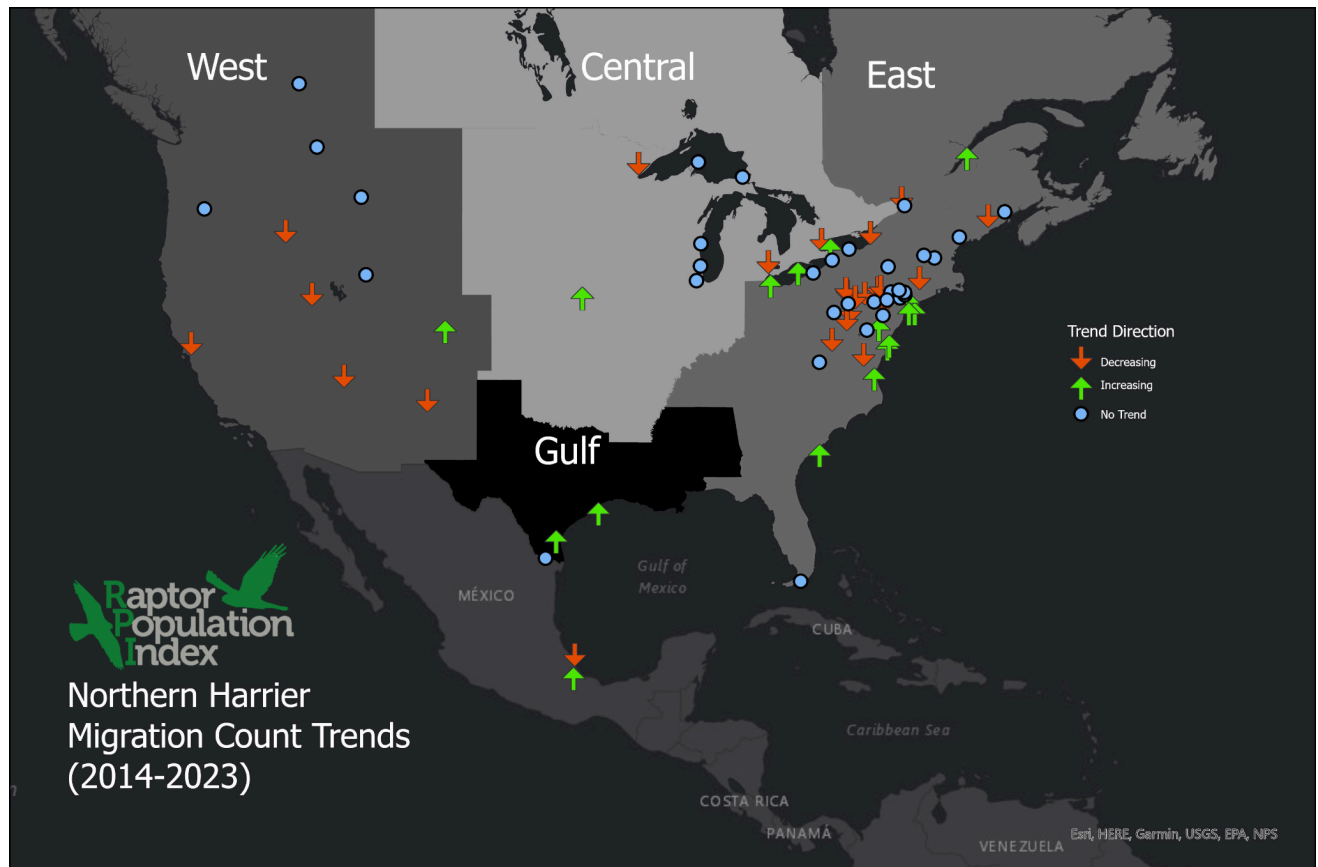 West
Central
East
Trend Direction
Decreasing
Increasing
No Trend
Gulf
Gulf of
Mexico
MÉXICO
CUBA
Raptor
Population
Index
Northern Harrier
Migration Count Trends
(2014-2023)
Caribbean Sea
COSTA RICA
PANAMÁ
VENEZUELA
Esri, HERE, Garmin, USGS, EPA, NPS